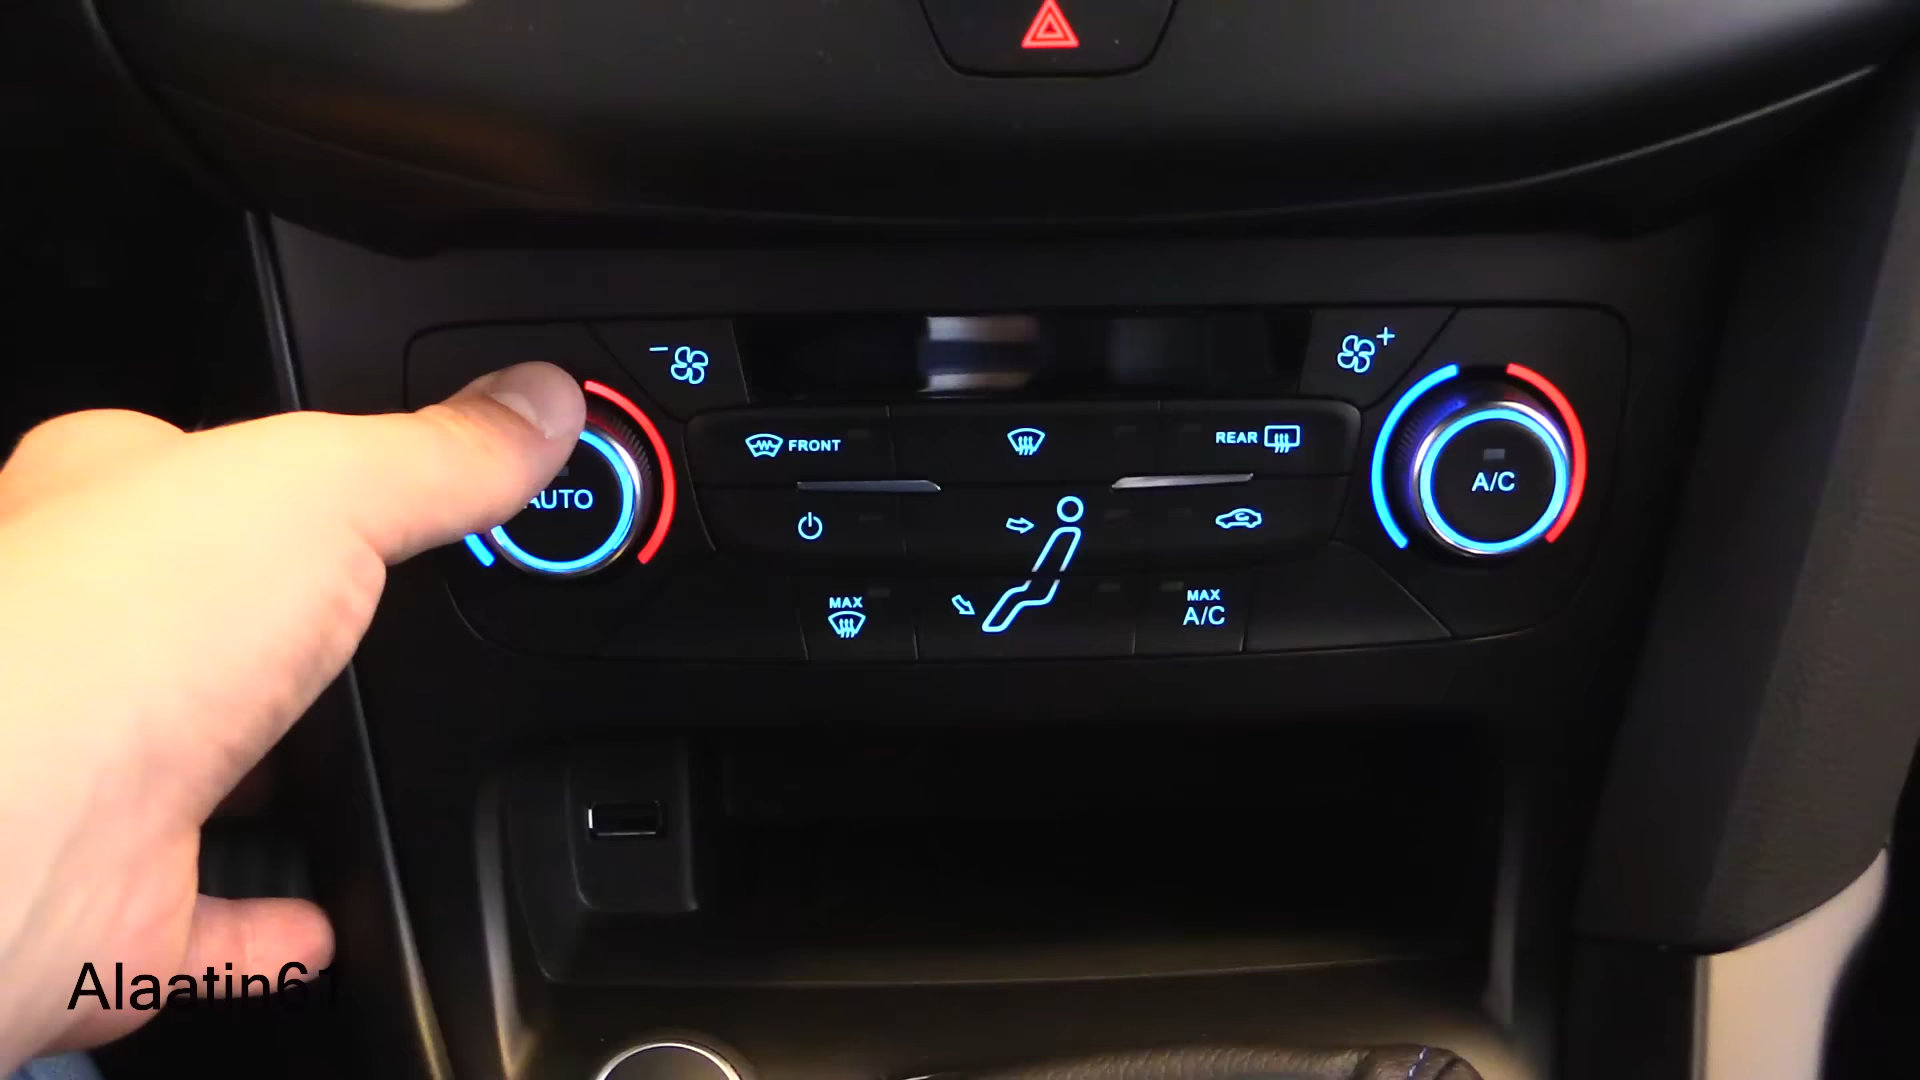 FRONT
REAR
AUTO
A/C
MAX
MAX
A/C
Alaatin61